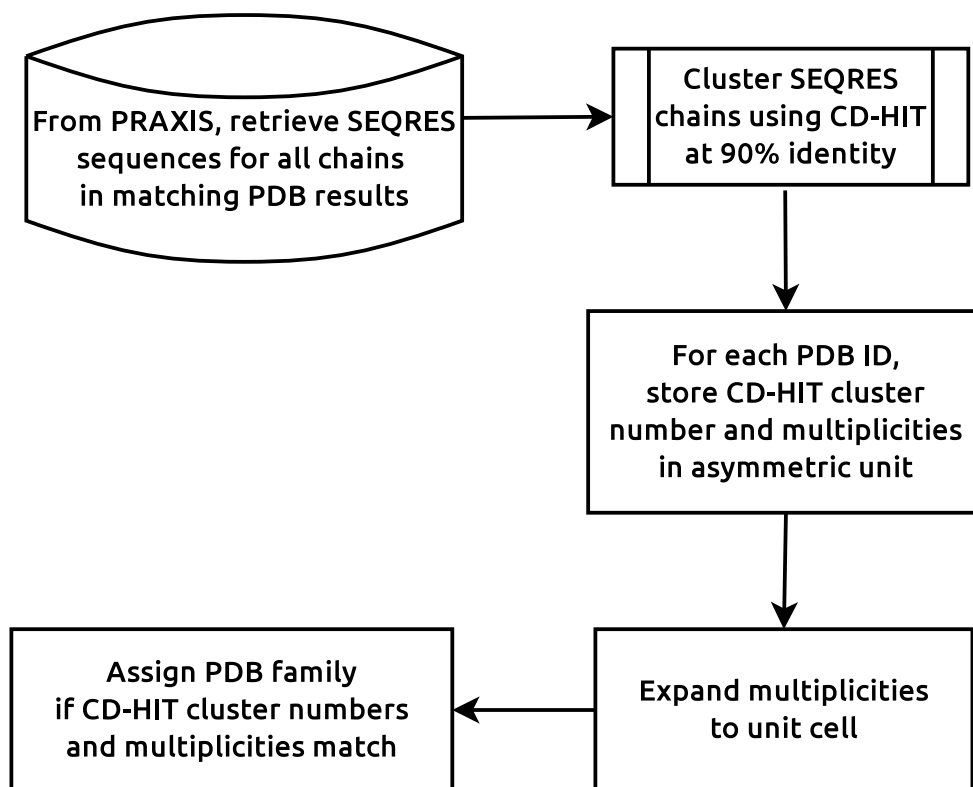 From PRAXIS, retrieve SEQRES
sequences for all chains
in matching PDB results
Cluster SEQRES
chains using CD-HIT
at 90% identity
For each PDB ID,
store CD-HIT cluster
number and multiplicities
in asymmetric unit
Expand multiplicities
to unit cell
Assign PDB family
if CD-HIT cluster numbers
and multiplicities match